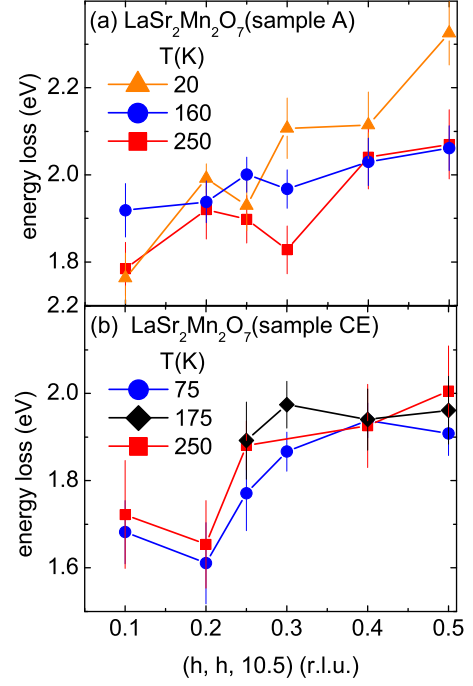 (a) LaSr₂Mn₂O₇(sample A)
T(K)
20
160
250
energy loss (eV)
2.2
2.0
1.8
2.2
(b) LaSr₂Mn₂O₇(sample CE)
T(K)
75
175
250
energy loss (eV)
2.0
1.8
1.6
0.1 0.2 0.3 0.4 0.5
(h, h, 10.5) (r.l.u.)